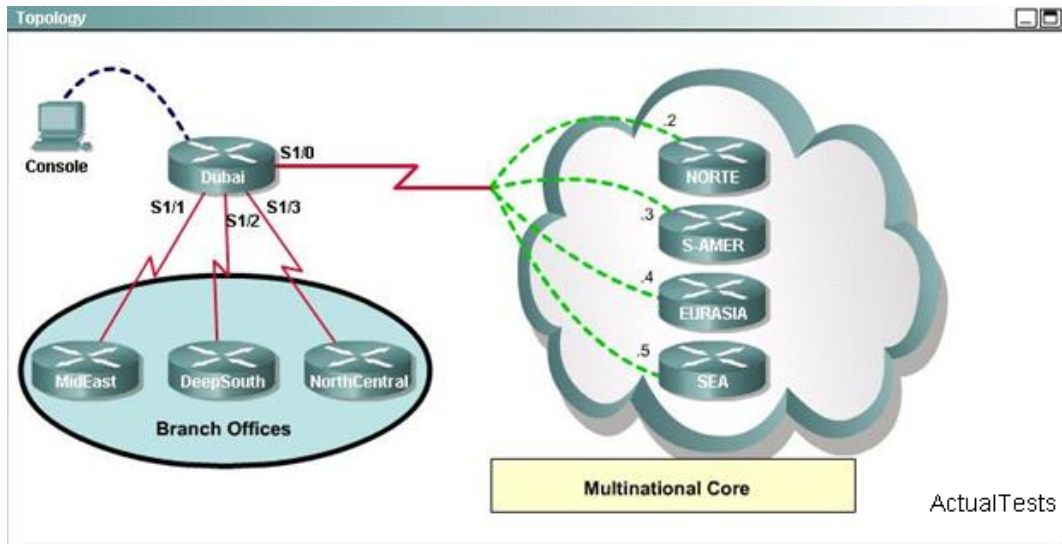 Topology
Console
Dubai
S1/0
S1/1
S1/2
S1/3
MidEast
DeepSouth
NorthCentral
Branch Offices
.2
NORTE
.3
S-AMER
.4
EURASIA
.5
SEA
Multinational Core
ActualTests